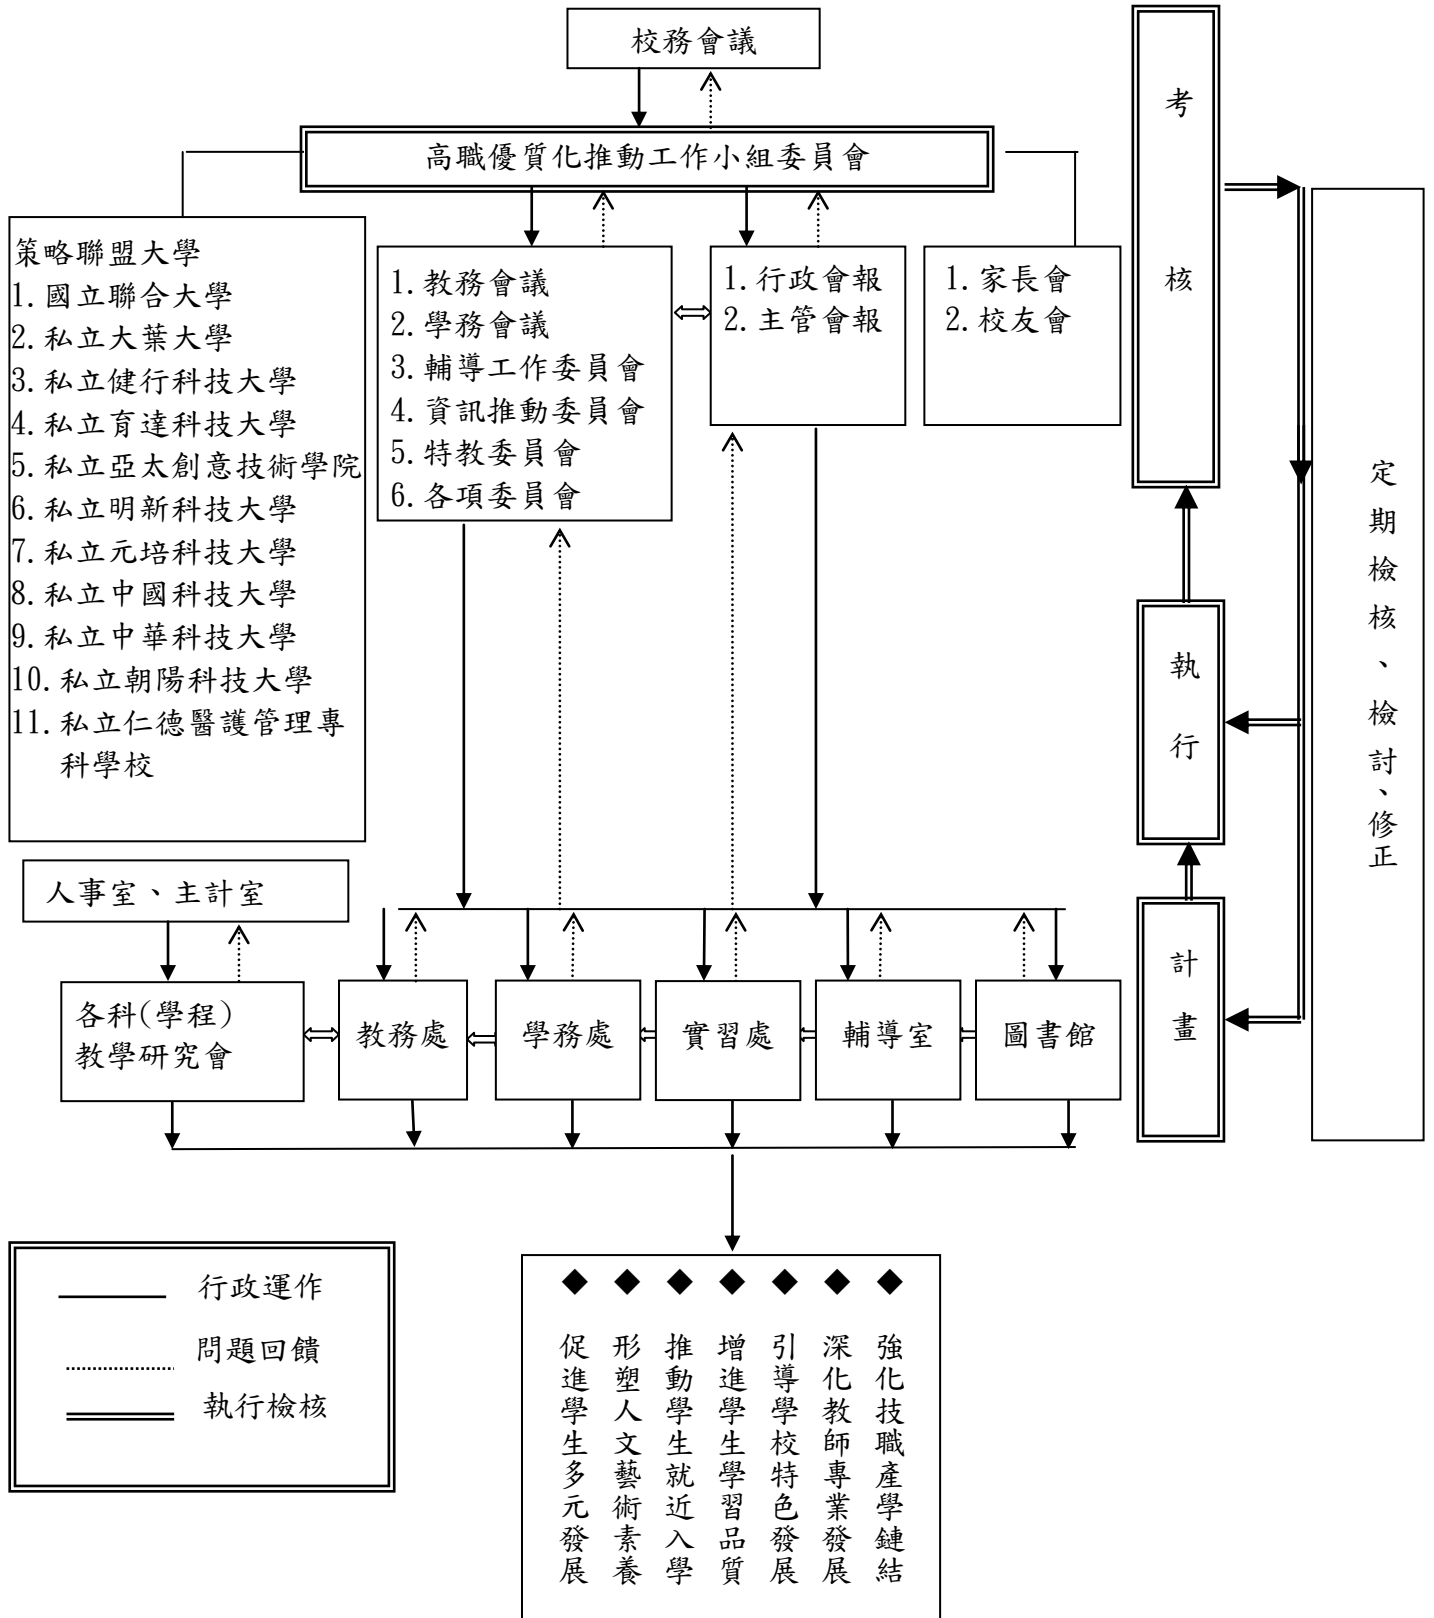 校務會議
高職優質化推動工作小組委員會
策略聯盟大學
1.國立聯合大學
2.私立大葉大學
3.私立健行科技大學
4.私立育達科技大學
5.私立亞太創意技術學院
6.私立明新科技大學
7.私立元培科技大學
8.私立中國科技大學
9.私立中華科技大學
10.私立朝陽科技大學
11.私立仁德醫護管理專
科學校
1.教務會議
2.學務會議
3.輔導工作委員會
4.資訊推動委員會
5.特教委員會
6.各項委員會
1.行政會報
2.主管會報
1.家長會
2.校友會
考核
執行
計畫
定期檢核、檢討、修正
人事室、主計室
各科(學程)
教學研究會
教務處
學務處
實習處
輔導室
圖書館
行政運作
問題回饋
執行檢核
◆強化技職產學鏈結
◆深化教師專業發展
◆引導學校特色發展
◆增進學生學習品質
◆推動學生就近入學
◆形塑人文藝術素養
◆促進學生多元發展